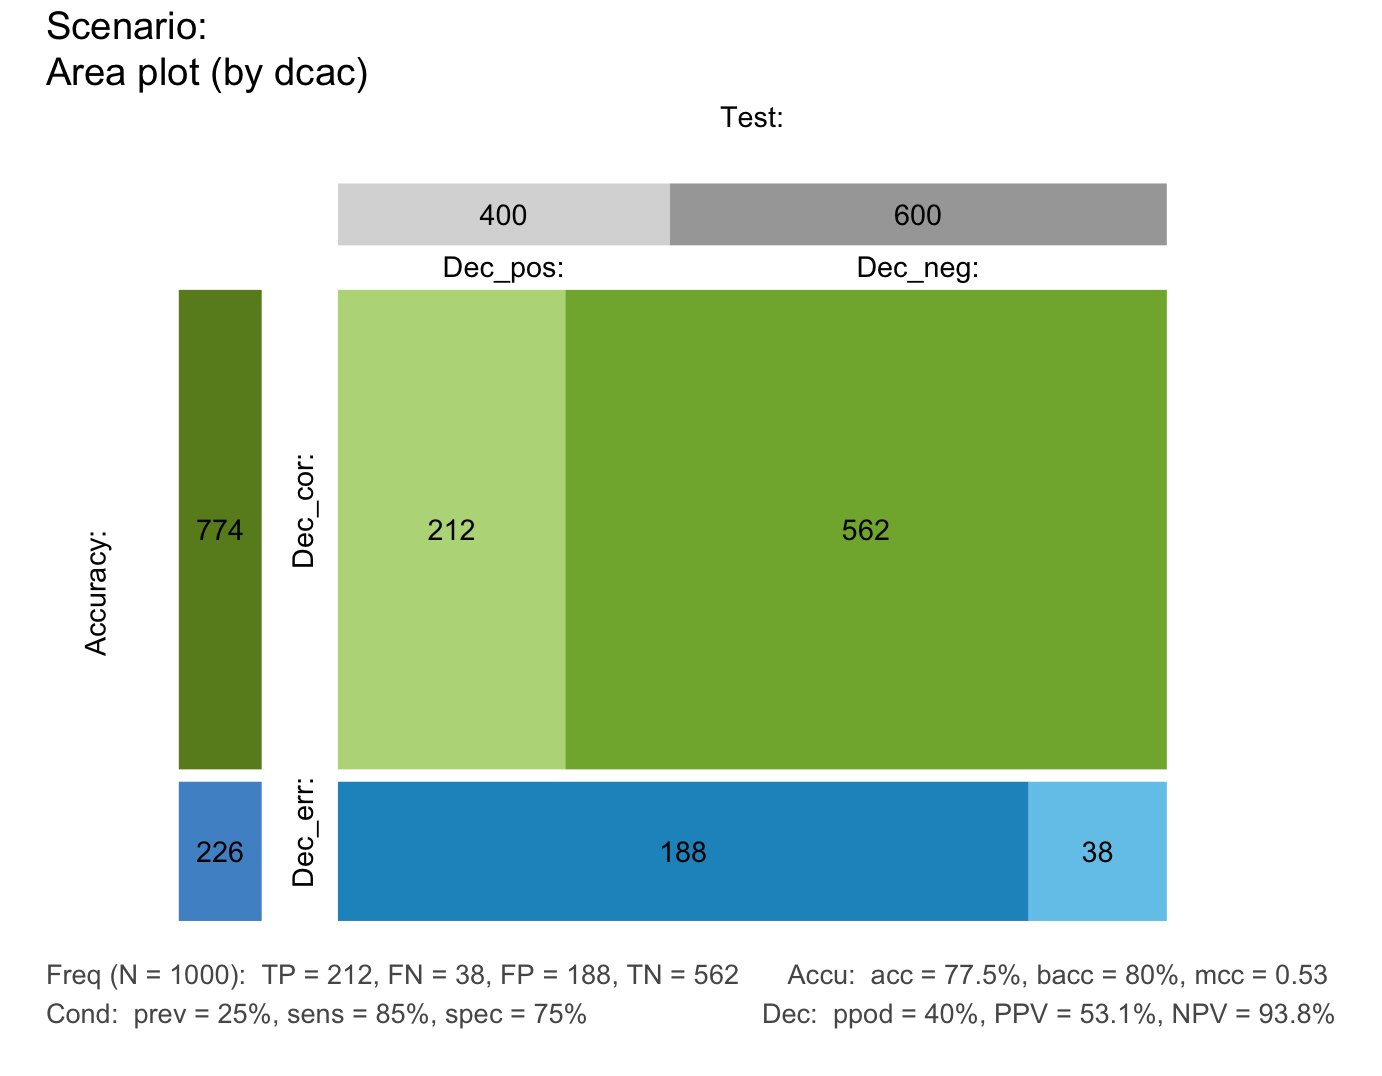 Scenario:
Area plot (by dcac)
Test:
400 600
Dec_pos: Dec_neg:
Accuracy:
774 Dec_cor: 212 562
226 Dec_err: 188 38
Freq (N = 1000):  TP = 212, FN = 38, FP = 188, TN = 562 Accu:  acc = 77.5%, bacc = 80%, mcc = 0.53
Cond:  prev = 25%, sens = 85%, spec = 75% Dec:  ppod = 40%, PPV = 53.1%, NPV = 93.8%